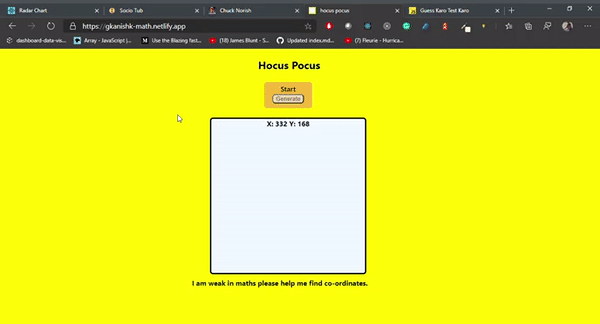 Radar Chart
Socio Tub
Chuck Norish
hocus pocus
Guess Karo Test Karo
https://gkanishk-math.netlify.app
dashboard-data-vis...
Array - JavaScript |...
Use the Blazing fast...
(18) James Blunt - S...
Updated index.md...
(7) Fleurie - Hurrica...
Hocus Pocus
Start
Generate
X: 332 Y: 168
I am weak in maths please help me find co-ordinates.